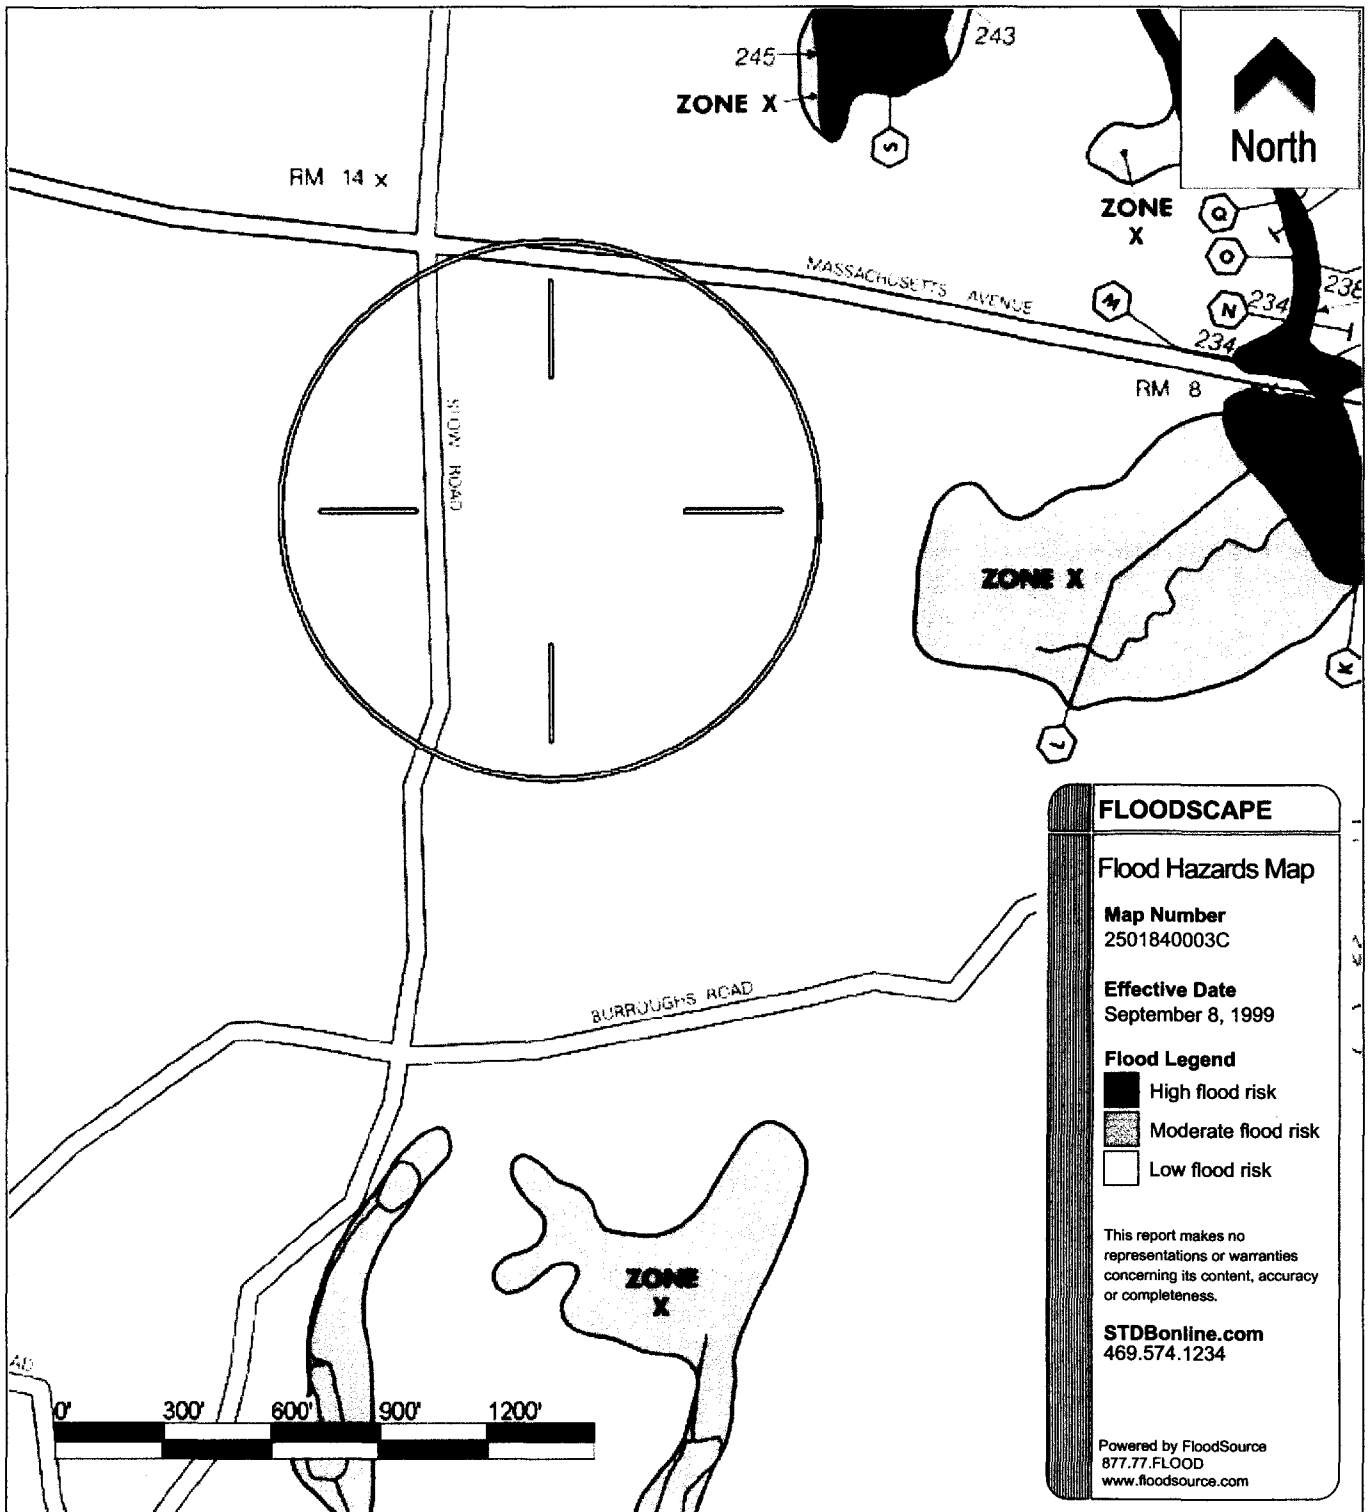 243
245
ZONE X
S
North
RM 14 x
ZONE
X
Q
O
MASSACHUSETTS AVENUE
M
N
234
238
234
RM 8
STOW ROAD
ZONE X
K
L
FLOODSCAPE
Flood Hazards Map
Map Number
2501840003C
Effective Date
September 8, 1999
Flood Legend
High flood risk
Moderate flood risk
Low flood risk
This report makes no
representations or warranties
concerning its content, accuracy
or completeness.
STDBonline.com
469.574.1234
Powered by FloodSource
877.77.FLOOD
www.floodsource.com
BURROUGHS ROAD
ZONE
X
AD
0' 300' 600' 900' 1200'